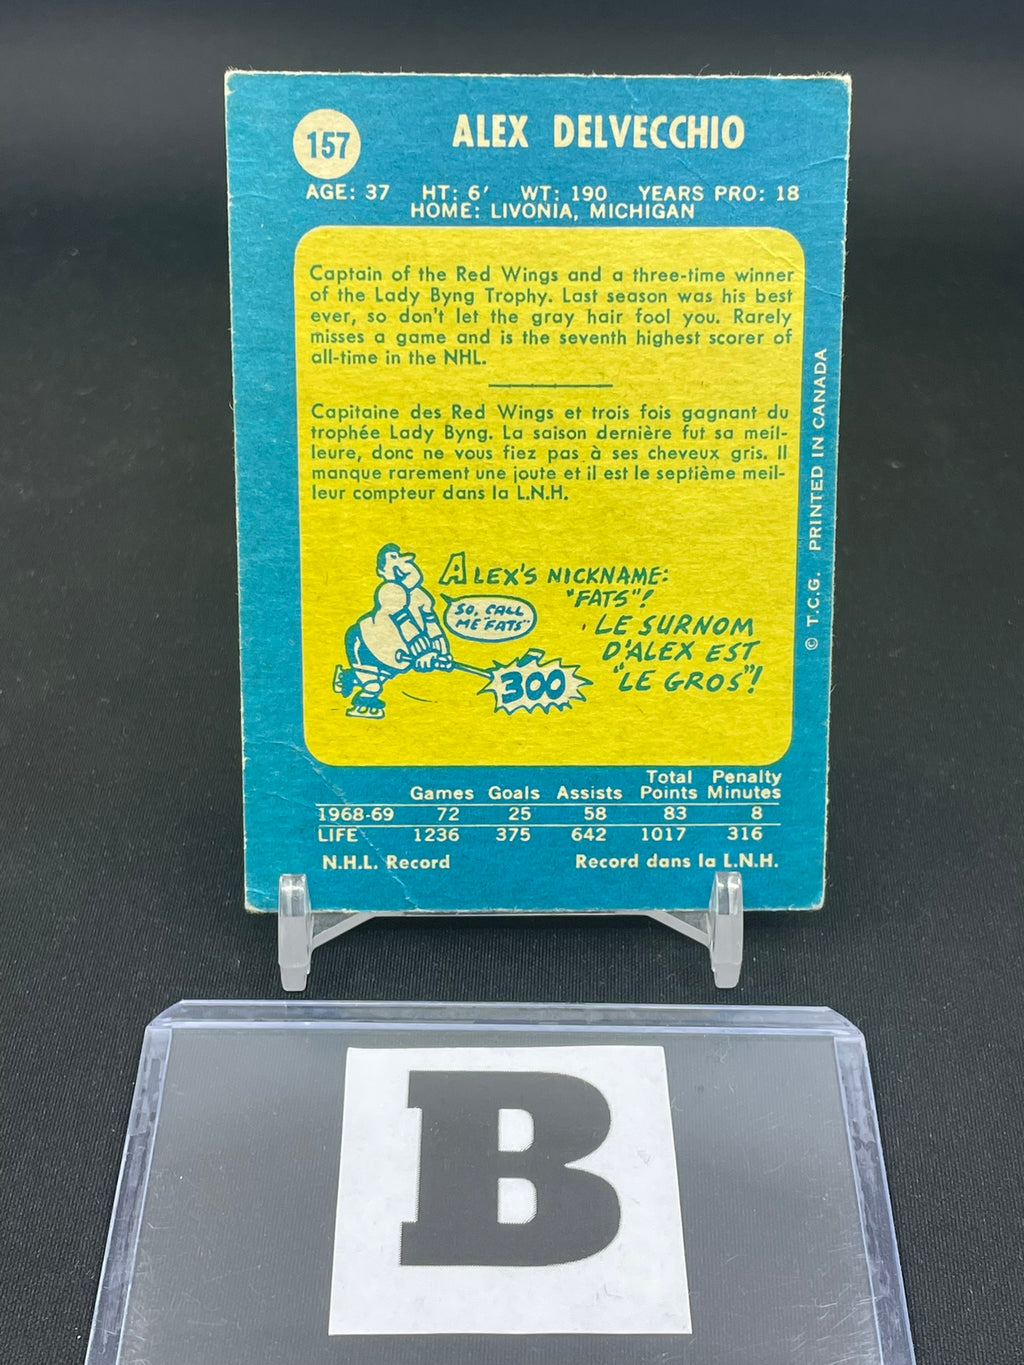 157
ALEX DELVECCHIO
AGE: 37 HT: 6' WT: 190 YEARS PRO: 18
HOME: LIVONIA, MICHIGAN
Captain of the Red Wings and a three-time winner
of the Lady Byng Trophy. Last season was his best
ever, so don't let the gray hair fool you. Rarely
misses a game and is the seventh highest scorer of
all-time in the NHL.
Capitaine des Red Wings et trois fois gagnant du
trophée Lady Byng. La saison dernière fut sa meil-
leure, donc ne vous fiez pas à ses cheveux gris. Il
manque rarement une joute et il est le septième meil-
leur compteur dans la L.N.H.
ALEX'S NICKNAME:
"FATS"!
SO, CALL
ME "FATS"
LE SURNOM
D'ALEX EST
"LE GROS"!
300
© T.C.G. PRINTED IN CANADA
Games Goals Assists Total Points Penalty Minutes
1968-69 72 25 58 83 8
LIFE 1236 375 642 1017 316
N.H.L. Record Record dans la L.N.H.
B